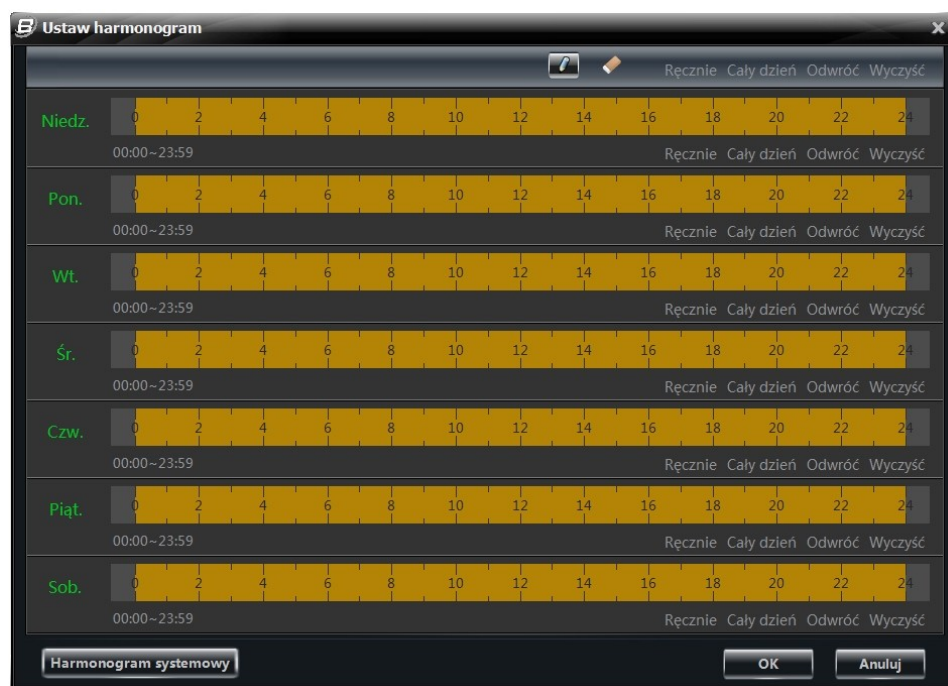 Ustaw harmonogram
Ręcznie Cały dzień Odwróć Wyczyść
Niedz. 0 2 4 6 8 10 12 14 16 18 20 22 24
00:00~23:59 Ręcznie Cały dzień Odwróć Wyczyść
Pon. 0 2 4 6 8 10 12 14 16 18 20 22 24
00:00~23:59 Ręcznie Cały dzień Odwróć Wyczyść
Wt. 0 2 4 6 8 10 12 14 16 18 20 22 24
00:00~23:59 Ręcznie Cały dzień Odwróć Wyczyść
Śr. 0 2 4 6 8 10 12 14 16 18 20 22 24
00:00~23:59 Ręcznie Cały dzień Odwróć Wyczyść
Czw. 0 2 4 6 8 10 12 14 16 18 20 22 24
00:00~23:59 Ręcznie Cały dzień Odwróć Wyczyść
Piąt. 0 2 4 6 8 10 12 14 16 18 20 22 24
00:00~23:59 Ręcznie Cały dzień Odwróć Wyczyść
Sob. 0 2 4 6 8 10 12 14 16 18 20 22 24
00:00~23:59 Ręcznie Cały dzień Odwróć Wyczyść
Harmonogram systemowy OK Anuluj